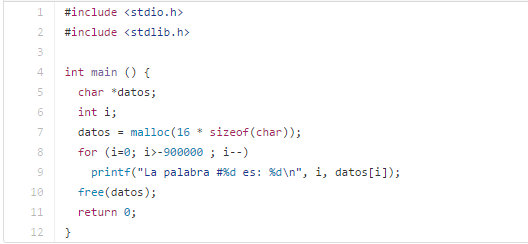 1 #include <stdio.h>
2 #include <stdlib.h>
3
4 int main () {
5   char *datos;
6   int i;
7   datos = malloc(16 * sizeof(char));
8   for (i=0; i>-900000 ; i--)
9     printf("La palabra #%d es: %d\n", i, datos[i]);
10   free(datos);
11   return 0;
12 }